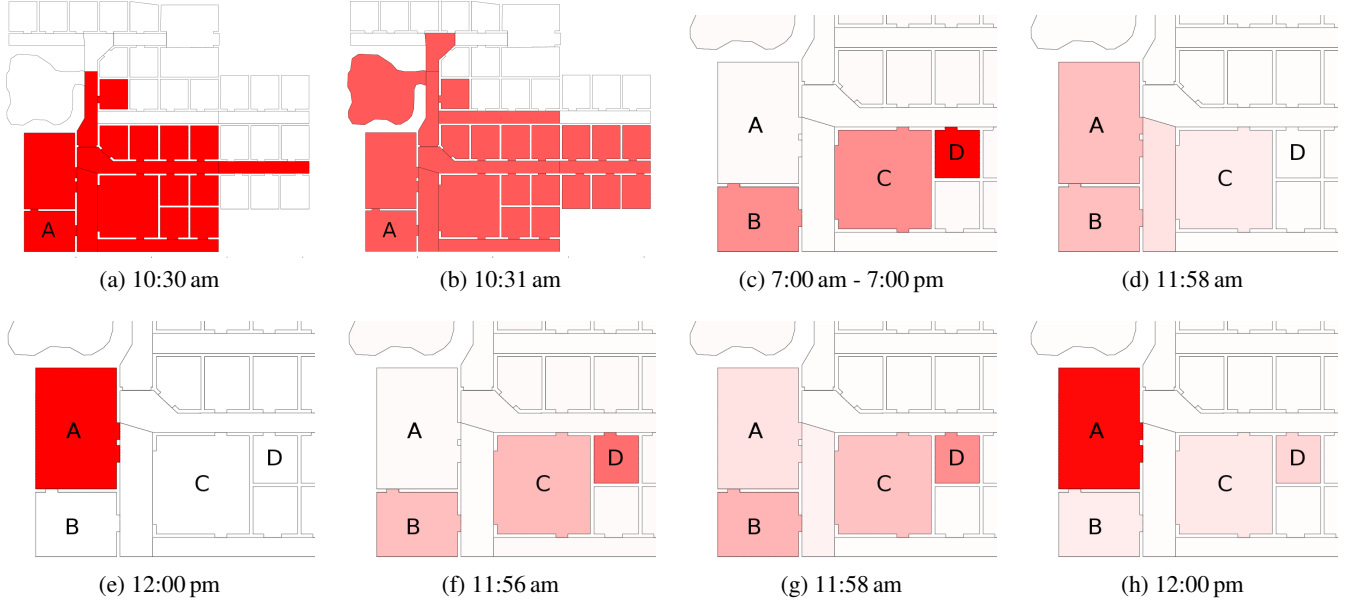 A
A
A
B
C
D
A
B
C
D
(a) 10:30 am
(b) 10:31 am
(c) 7:00 am - 7:00 pm
(d) 11:58 am
A
B
C
D
A
B
C
D
A
B
C
D
A
B
C
D
(e) 12:00 pm
(f) 11:56 am
(g) 11:58 am
(h) 12:00 pm